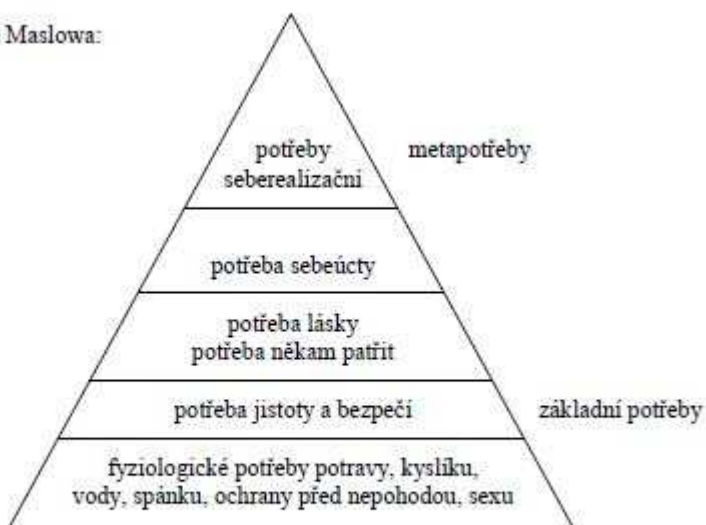 Maslowa:
potřeby
seberealizační
metapotřeby
potřeba sebeúcty
potřeba lásky
potřeba někam patřit
potřeba jistoty a bezpečí
základní potřeby
fyziologické potřeby potravy, kyslíku,
vody, spánku, ochrany před nepohodou, sexu